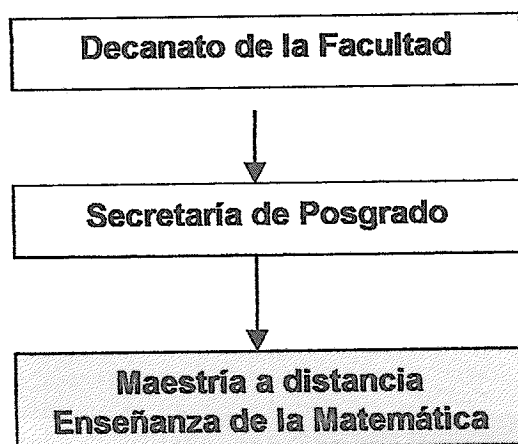 Decanato de la Facultad
Secretaría de Posgrado
Maestría a distancia
Enseñanza de la Matemática